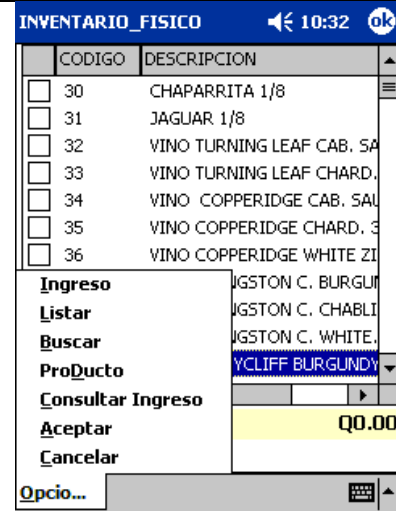 INVENTARIO_FISICO 10:32 ok
CODIGO DESCRIPCION
30 CHAPARRITA 1/8
31 JAGUAR 1/8
32 VINO TURNING LEAF CAB. SA
33 VINO TURNING LEAF CHARD.
34 VINO COPPERIDGE CAB. SAU
35 VINO COPPERIDGE CHARD. 3
36 VINO COPPERIDGE WHITE ZI
Ingreso
NGSTON C. BURGUN
Listar
NGSTON C. CHABLI
Buscar
NGSTON C. WHITE.
ProDucto
YCLIFF BURGUNDY
Consultar Ingreso
Aceptar
Q0.00
Cancelar
Opcio...